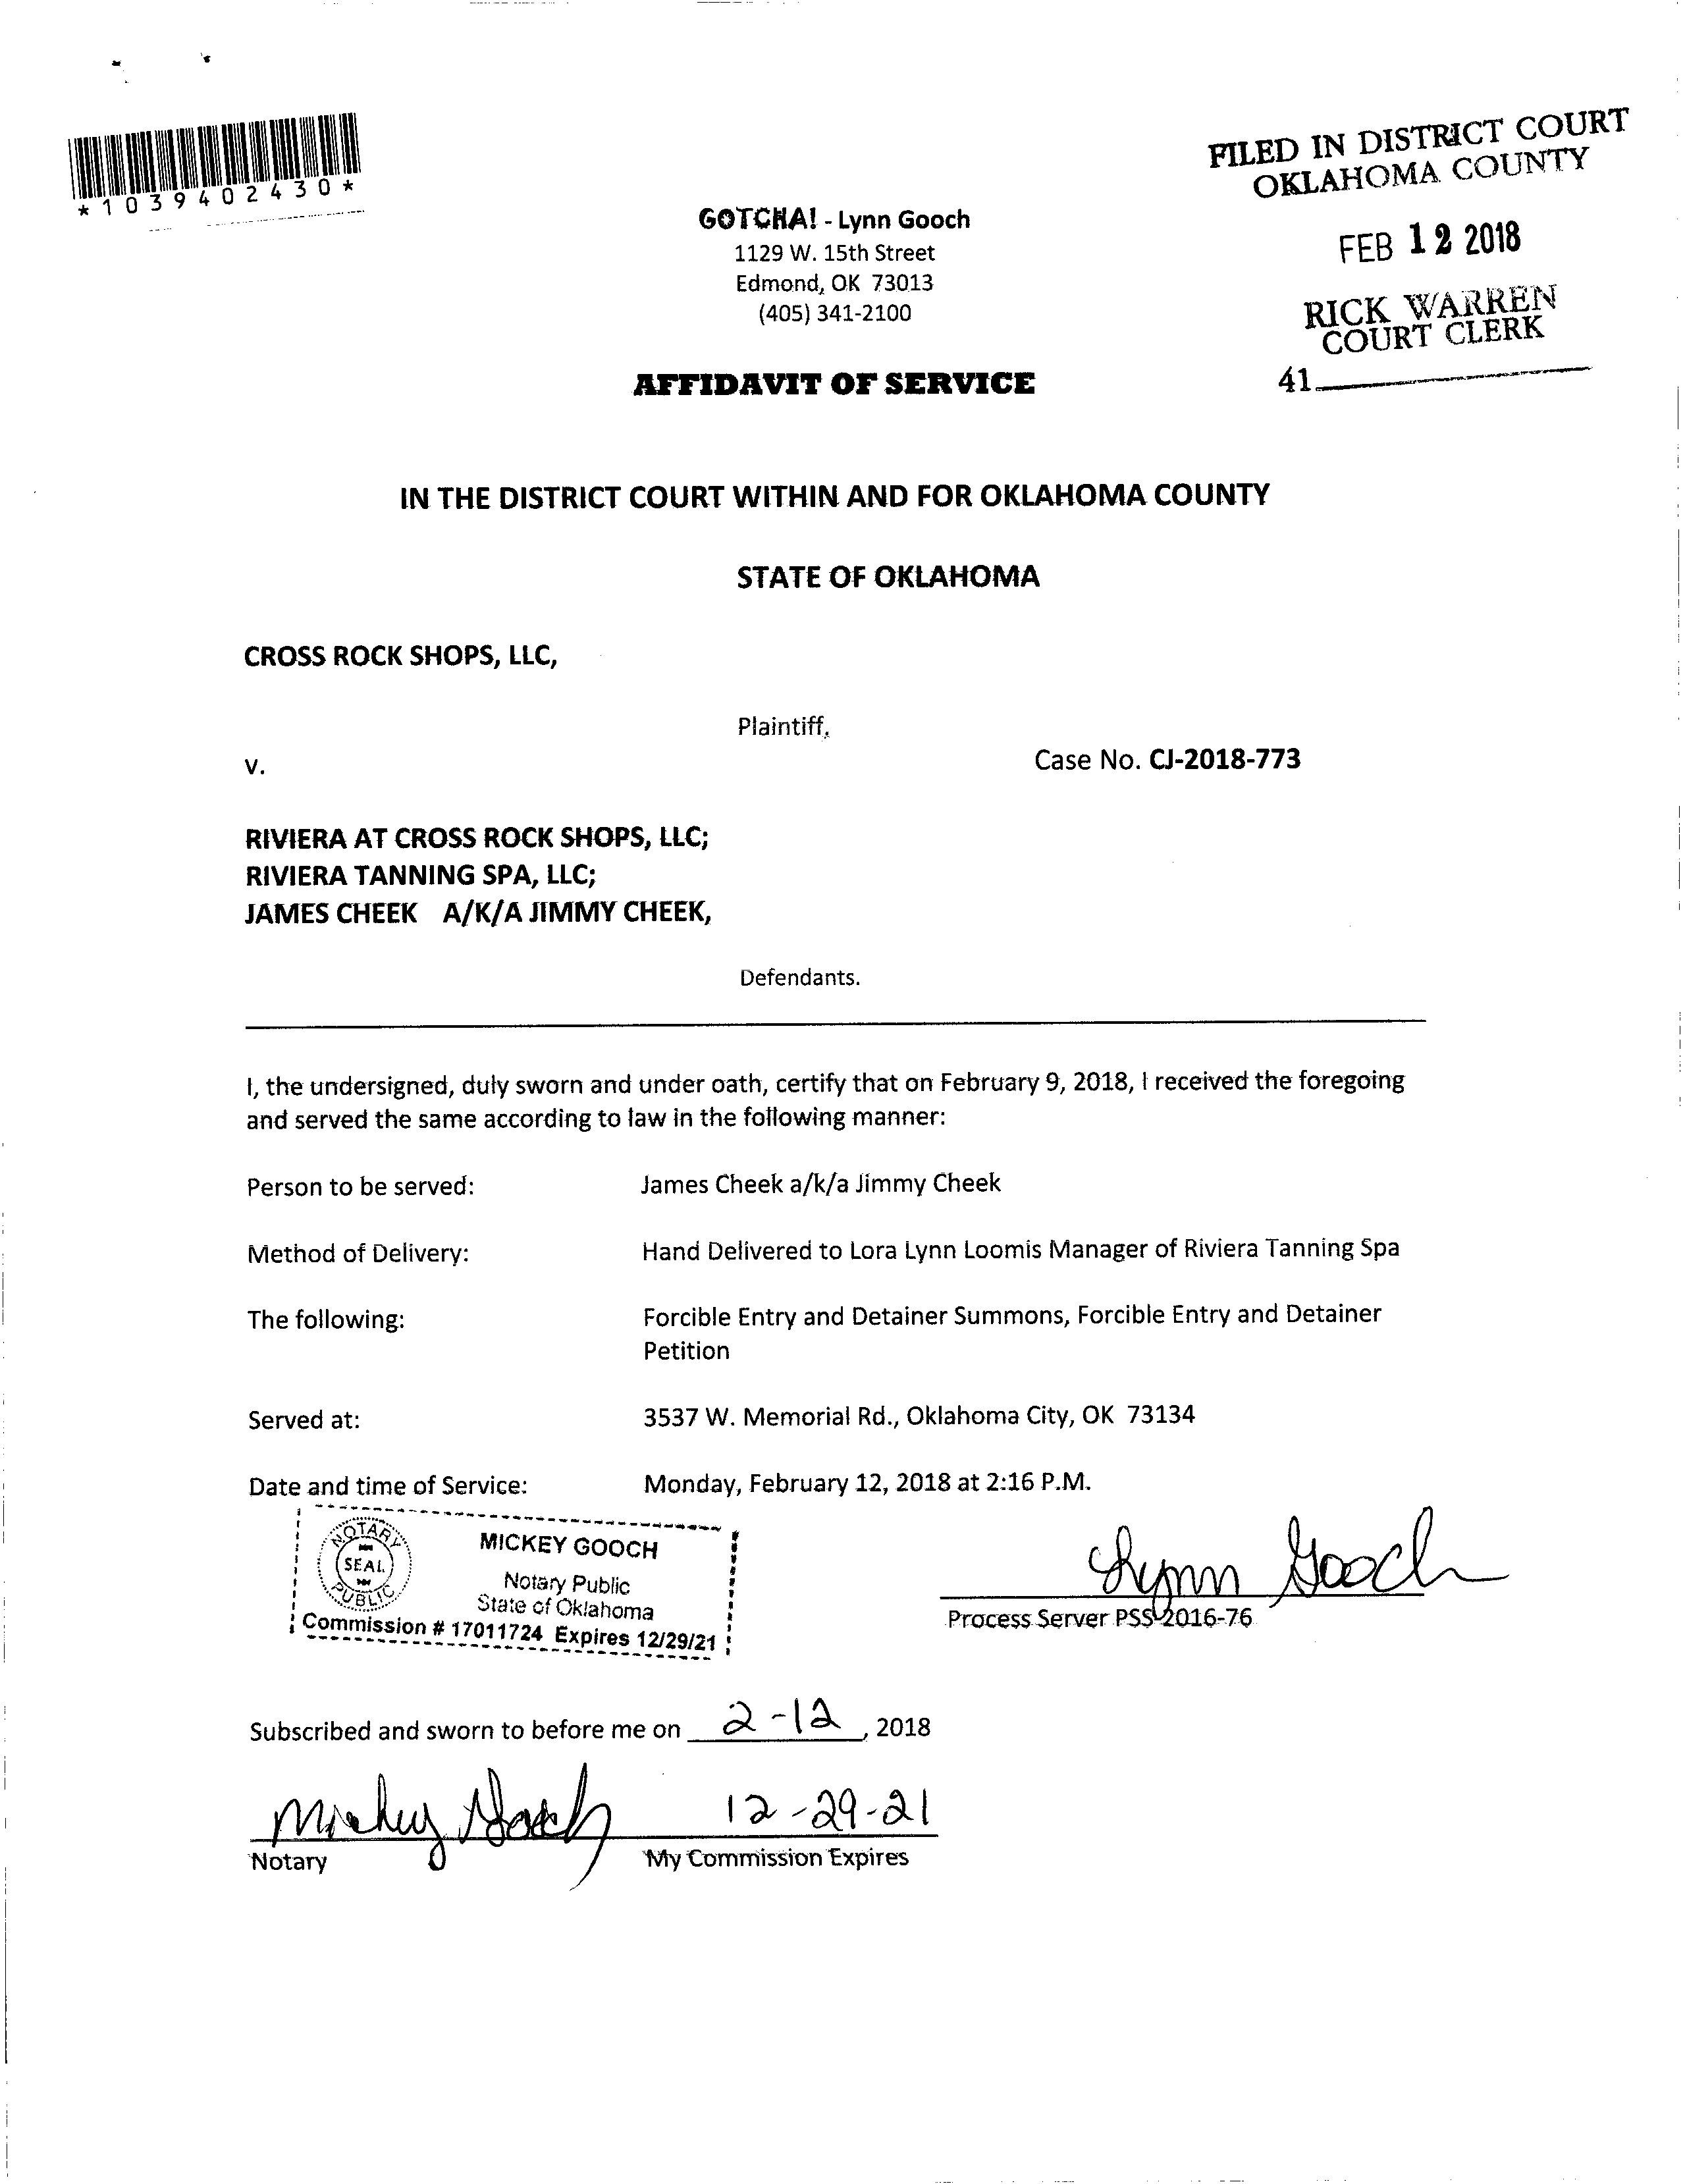 *1039402430*
FILED IN DISTRICT COURT
OKLAHOMA COUNTY
FEB 12 2018
RICK WARREN
COURT CLERK
41
GOTCHA! - Lynn Gooch
1129 W. 15th Street
Edmond, OK 73013
(405) 341-2100
AFFIDAVIT OF SERVICE
IN THE DISTRICT COURT WITHIN AND FOR OKLAHOMA COUNTY
STATE OF OKLAHOMA
CROSS ROCK SHOPS, LLC,
Plaintiff,
v.
Case No. CJ-2018-773
RIVIERA AT CROSS ROCK SHOPS, LLC;
RIVIERA TANNING SPA, LLC;
JAMES CHEEK A/K/A JIMMY CHEEK,
Defendants.
I, the undersigned, duly sworn and under oath, certify that on February 9, 2018, I received the foregoing
and served the same according to law in the following manner:
Person to be served: James Cheek a/k/a Jimmy Cheek
Method of Delivery: Hand Delivered to Lora Lynn Loomis Manager of Riviera Tanning Spa
The following: Forcible Entry and Detainer Summons, Forcible Entry and Detainer
Petition
Served at: 3537 W. Memorial Rd., Oklahoma City, OK 73134
Date and time of Service: Monday, February 12, 2018 at 2:16 P.M.
NOTARY
SEAL
PUBLIC
MICKEY GOOCH
Notary Public
State of Oklahoma
Commission # 17011724 Expires 12/29/21
Lynn Gooch
Process Server PSS 2016-76
Subscribed and sworn to before me on 2-12, 2018
Mickey Gooch 12-29-21
Notary My Commission Expires